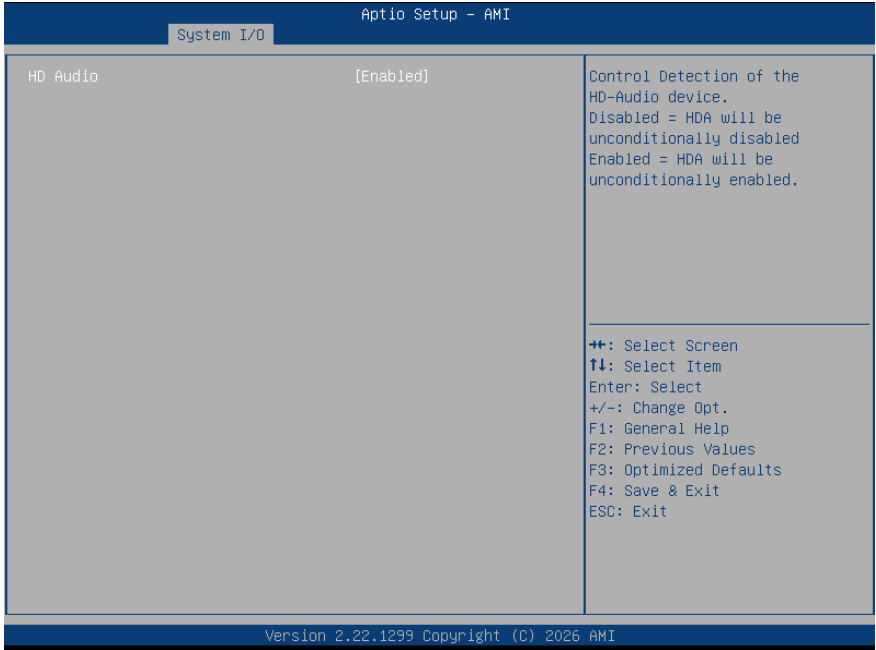 Aptio Setup – AMI
System I/O
HD Audio [Enabled]
Control Detection of the
HD-Audio device.
Disabled = HDA will be
unconditionally disabled
Enabled = HDA will be
unconditionally enabled.
→←: Select Screen
↑↓: Select Item
Enter: Select
+/-: Change Opt.
F1: General Help
F2: Previous Values
F3: Optimized Defaults
F4: Save & Exit
ESC: Exit
Version 2.22.1299 Copyright (C) 2026 AMI